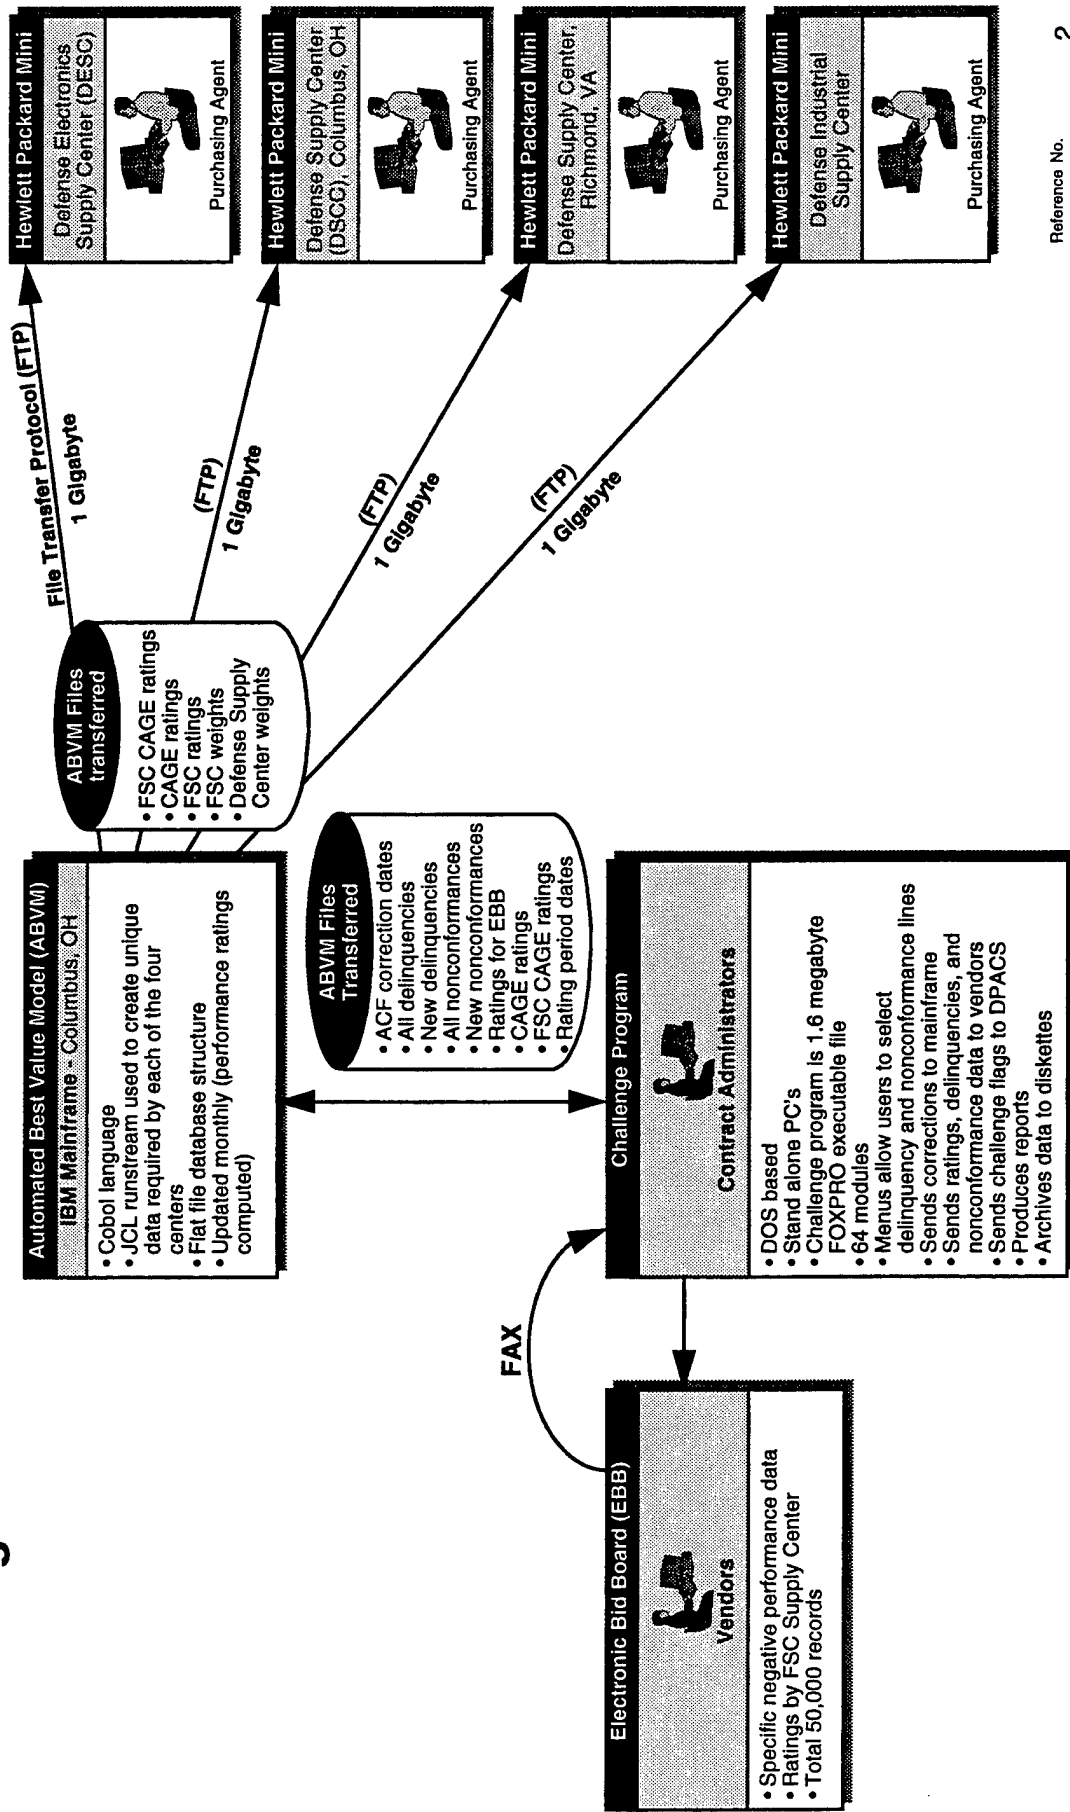 Automated Best Value Model (ABVM)
IBM Mainframe - Columbus, OH
• Cobol language
• JCL runstream used to create unique
data required by each of the four
centers
• Flat file database structure
• Updated monthly (performance ratings
computed)
ABVM Files
transferred
• FSC CAGE ratings
• CAGE ratings
• FSC ratings
• FSC weights
• Defense Supply
Center weights
File Transfer Protocol (FTP)
1 Gigabyte
(FTP)
1 Gigabyte
(FTP)
1 Gigabyte
(FTP)
1 Gigabyte
Hewlett Packard Mini
Defense Electronics
Supply Center (DESC)
Purchasing Agent
Hewlett Packard Mini
Defense Supply Center
(DSCC), Columbus, OH
Purchasing Agent
Hewlett Packard Mini
Defense Supply Center,
Richmond, VA
Purchasing Agent
Hewlett Packard Mini
Defense Industrial
Supply Center
Purchasing Agent
ABVM Files
Transferred
• ACF correction dates
• All delinquencies
• New delinquencies
• All nonconformances
• New nonconformances
• Ratings for EBB
• CAGE ratings
• FSC CAGE ratings
• Rating period dates
FAX
Electronic Bid Board (EBB)
Vendors
• Specific negative performance data
• Ratings by FSC Supply Center
• Total 50,000 records
Challenge Program
Contract Administrators
• DOS based
• Stand alone PC's
• Challenge program is 1.6 megabyte
FOXPRO executable file
• 64 modules
• Menus allow users to select
delinquency and nonconformance lines
• Sends corrections to mainframe
• Sends ratings, delinquencies, and
nonconformance data to vendors
• Sends challenge flags to DPACS
• Produces reports
• Archives data to diskettes
Reference No.